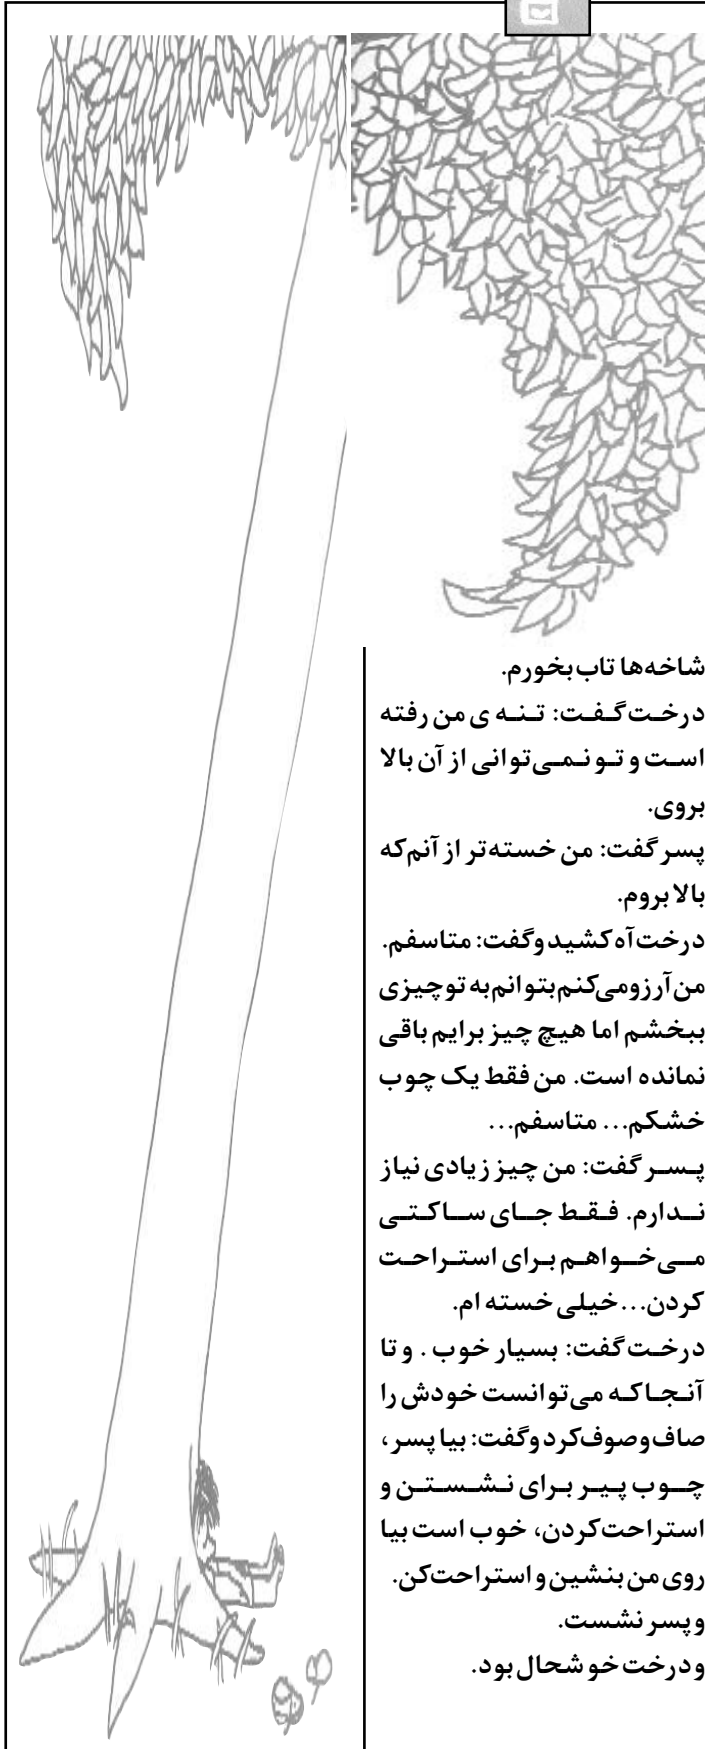 شاخه‌ها تاب بخورم.
درخت گفت: تنه ی من رفته
است و تو نمی‌توانی از آن بالا
بروی.
پسر گفت: من خسته‌تر از آنم که
بالا بروم.
درخت آه کشید و گفت: متاسفم.
من آرزو می‌کنم بتوانم به تو چیزی
ببخشم اما هیچ چیز برایم باقی
نمانده است. من فقط یک چوب
خشکم... متاسفم...
پسر گفت: من چیز زیادی نیاز
ندارم. فقط جای ساکتی
می‌خواهم برای استراحت
کردن... خیلی خسته ام.
درخت گفت: بسیار خوب . و تا
آنجا که می‌توانست خودش را
صاف و صوف کرد و گفت: بیا پسر ،
چوب پیر برای نشستن و
استراحت کردن، خوب است بیا
روی من بنشین و استراحت کن.
و پسر نشست.
و درخت خوشحال بود.